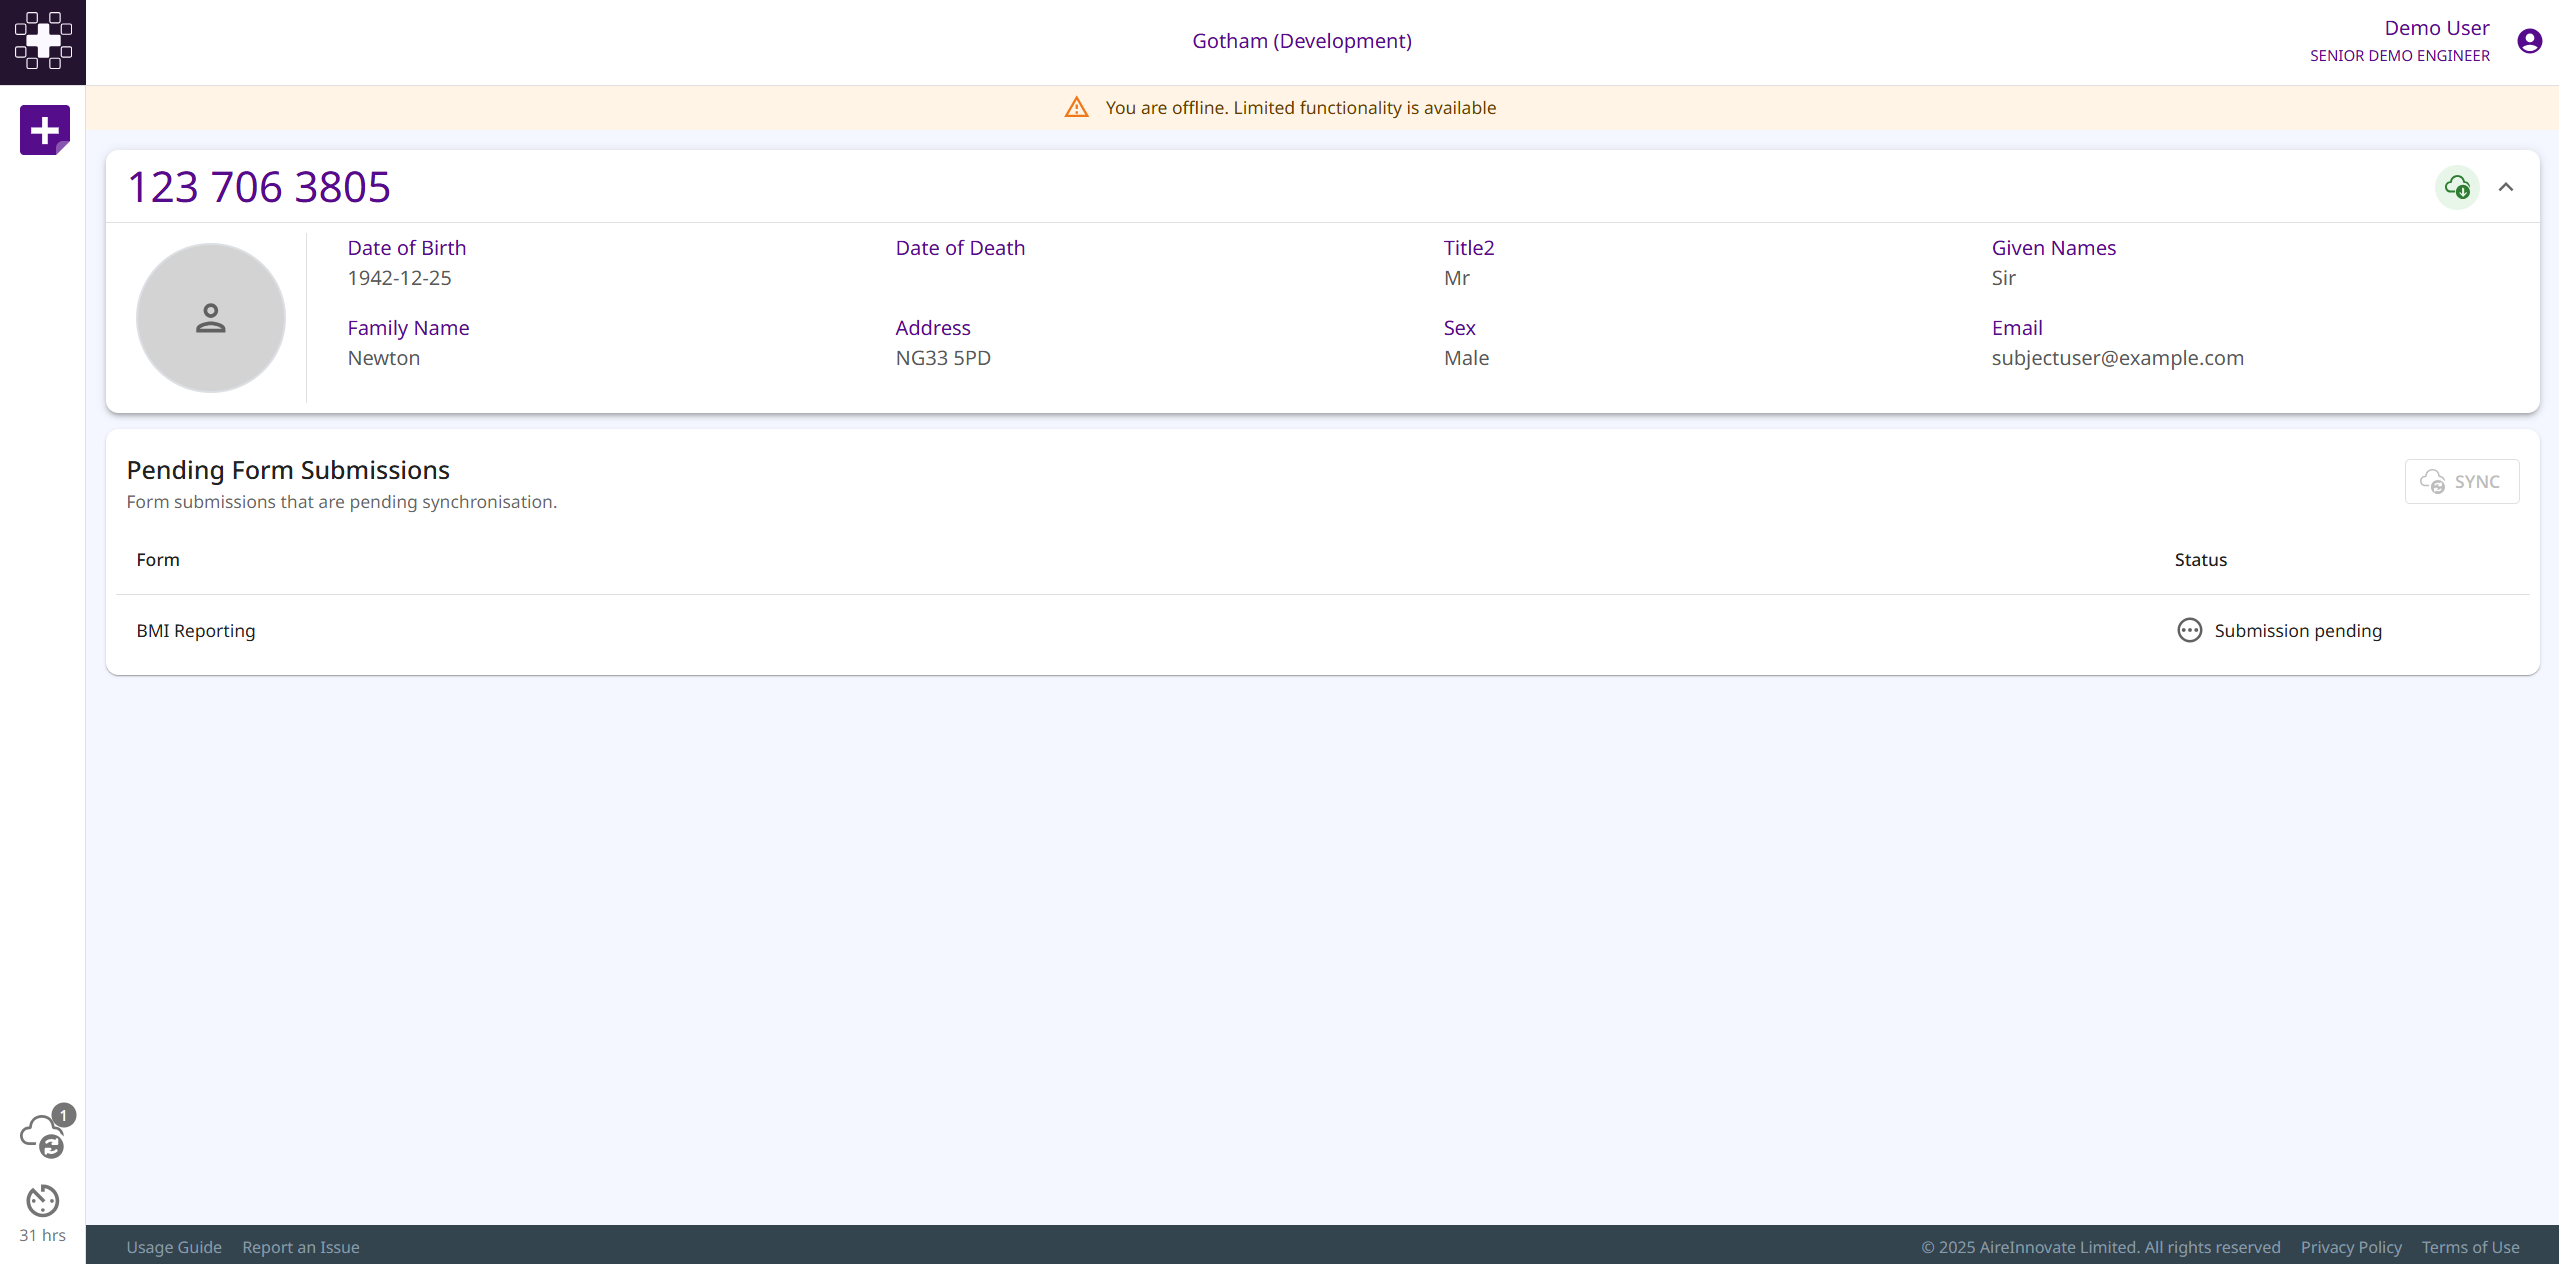 Gotham (Development)
Demo User
SENIOR DEMO ENGINEER
You are offline. Limited functionality is available
123 706 3805
Date of Birth
1942-12-25
Date of Death
Title2
Mr
Given Names
Sir
Family Name
Newton
Address
NG33 5PD
Sex
Male
Email
subjectuser@example.com
Pending Form Submissions
Form submissions that are pending synchronisation.
SYNC
Form
Status
BMI Reporting
Submission pending
1
31 hrs
Usage Guide
Report an Issue
© 2025 AireInnovate Limited. All rights reserved
Privacy Policy
Terms of Use